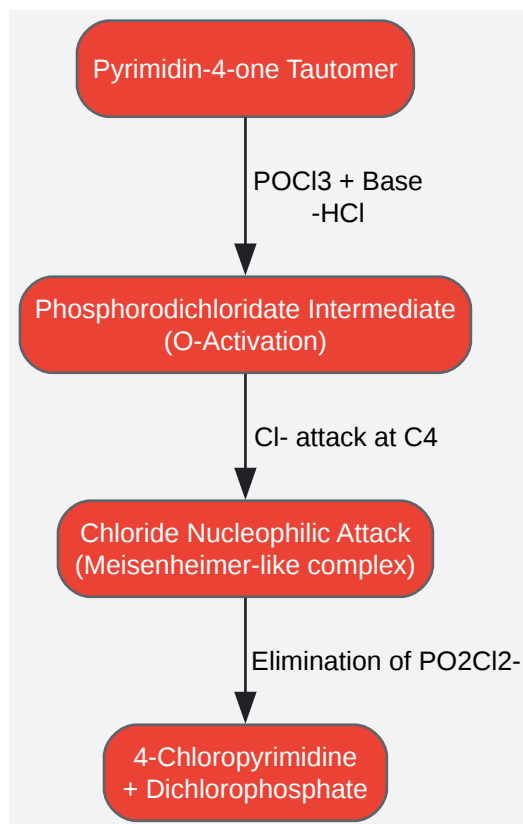 Pyrimidin-4-one Tautomer
POCl3 + Base
-HCl
Phosphorodichloridate Intermediate
(O-Activation)
Cl- attack at C4
Chloride Nucleophilic Attack
(Meisenheimer-like complex)
Elimination of PO2Cl2-
4-Chloropyrimidine
+ Dichlorophosphate